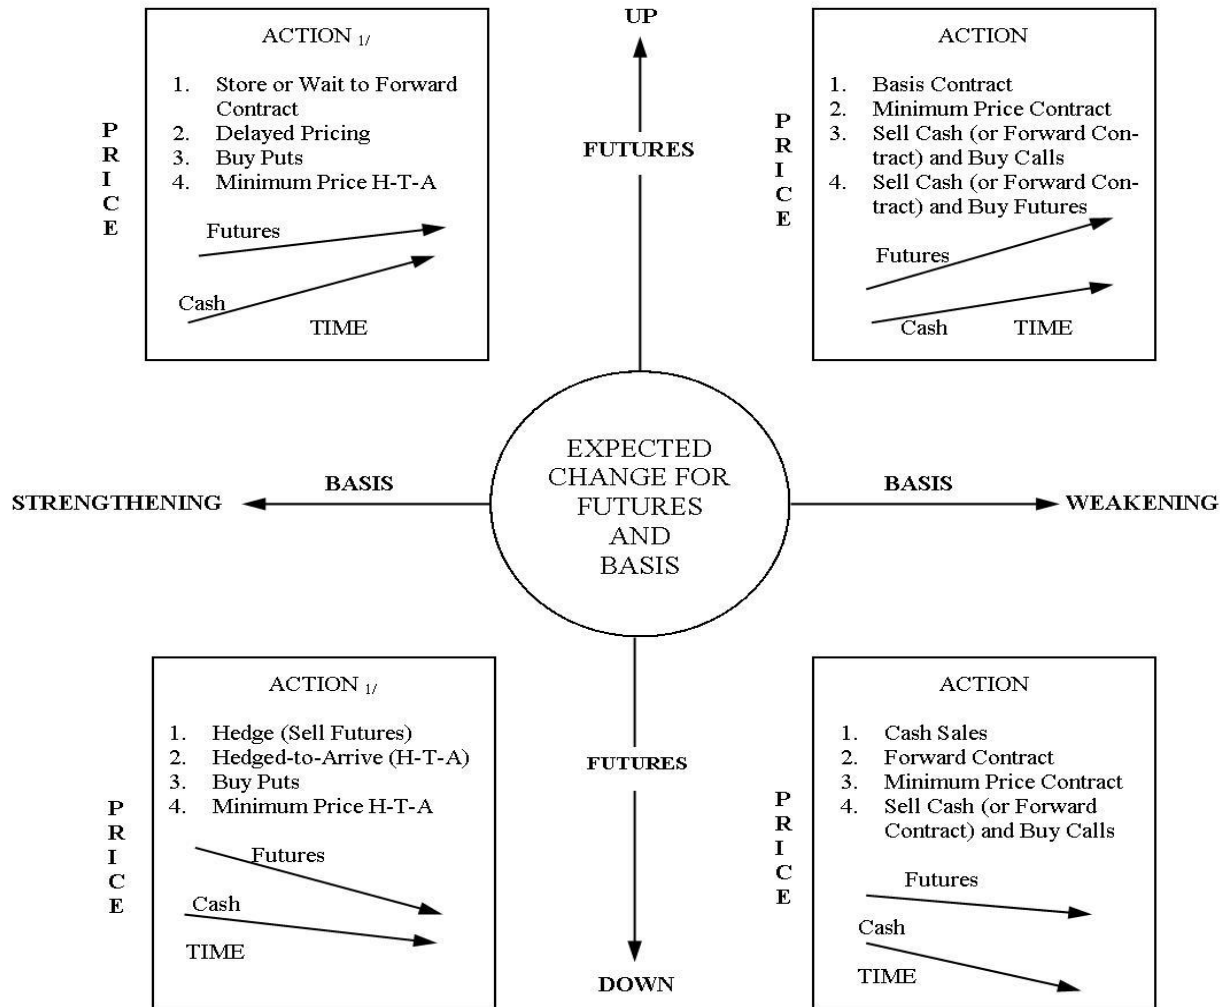 UP
ACTION 1/
1. Store or Wait to Forward
Contract
2. Delayed Pricing
3. Buy Puts
4. Minimum Price H-T-A
PRICE
Futures
Cash
TIME
FUTURES
ACTION
1. Basis Contract
2. Minimum Price Contract
3. Sell Cash (or Forward Con-
tract) and Buy Calls
4. Sell Cash (or Forward Con-
tract) and Buy Futures
PRICE
Futures
Cash
TIME
STRENGTHENING
BASIS
EXPECTED
CHANGE FOR
FUTURES
AND
BASIS
BASIS
WEAKENING
ACTION 1/
1. Hedge (Sell Futures)
2. Hedged-to-Arrive (H-T-A)
3. Buy Puts
4. Minimum Price H-T-A
PRICE
Futures
Cash
TIME
FUTURES
DOWN
ACTION
1. Cash Sales
2. Forward Contract
3. Minimum Price Contract
4. Sell Cash (or Forward
Contract) and Buy Calls
PRICE
Futures
Cash
TIME